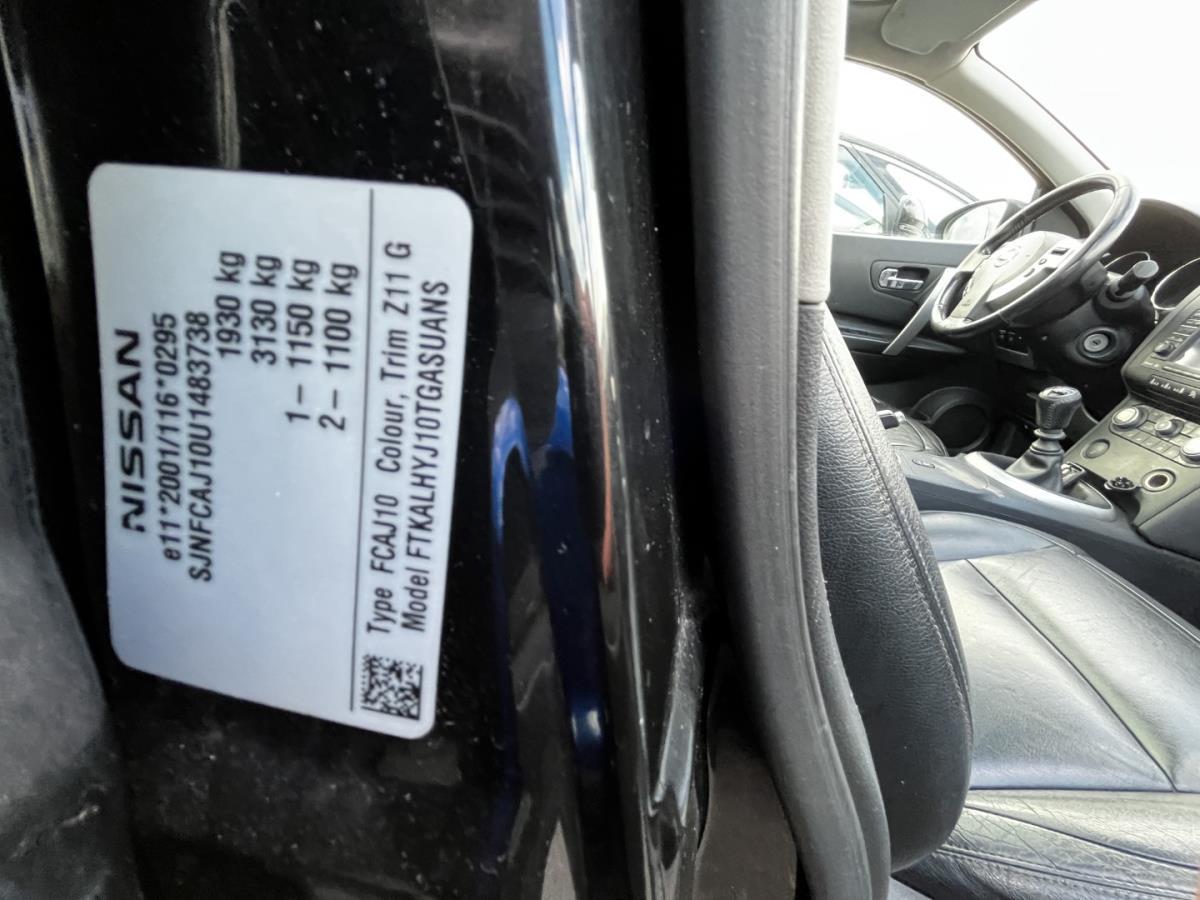 NISSAN
e11*2001/116*0295
SJNFCAJ10U1483738
1930 kg
3130 kg
1– 1150 kg
2– 1100 kg
Type FCAJ10 Colour, Trim Z11 G
Model FTKALHYJ10TGASUANS